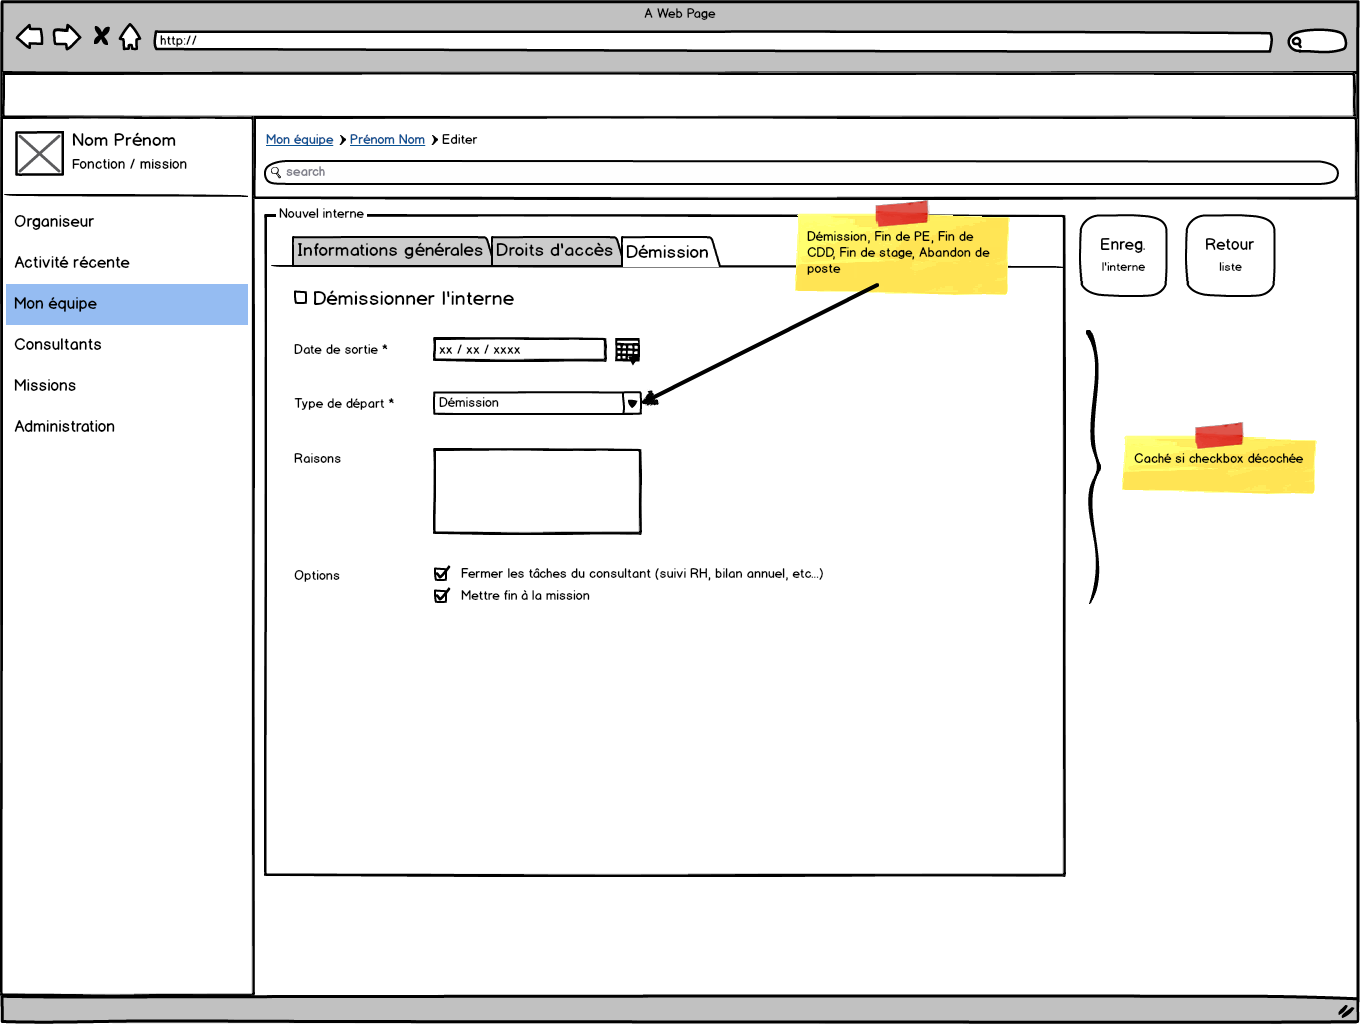 A Web Page
http://
Nom Prénom
Fonction / mission
Organiseur
Activité récente
Mon équipe
Consultants
Missions
Administration
Mon équipe Prénom Nom Editer
search
Nouvel interne
Informations générales Droits d'accès Démission
Démission, Fin de PE, Fin de
CDD, Fin de stage, Abandon de
poste
Enreg.
l'interne
Retour
liste
Démissionner l'interne
Date de sortie * xx / xx / xxxx
Type de départ * Démission
Raisons
Caché si checkbox décochée
Options
Fermer les tâches du consultant (suivi RH, bilan annuel, etc...)
Mettre fin à la mission